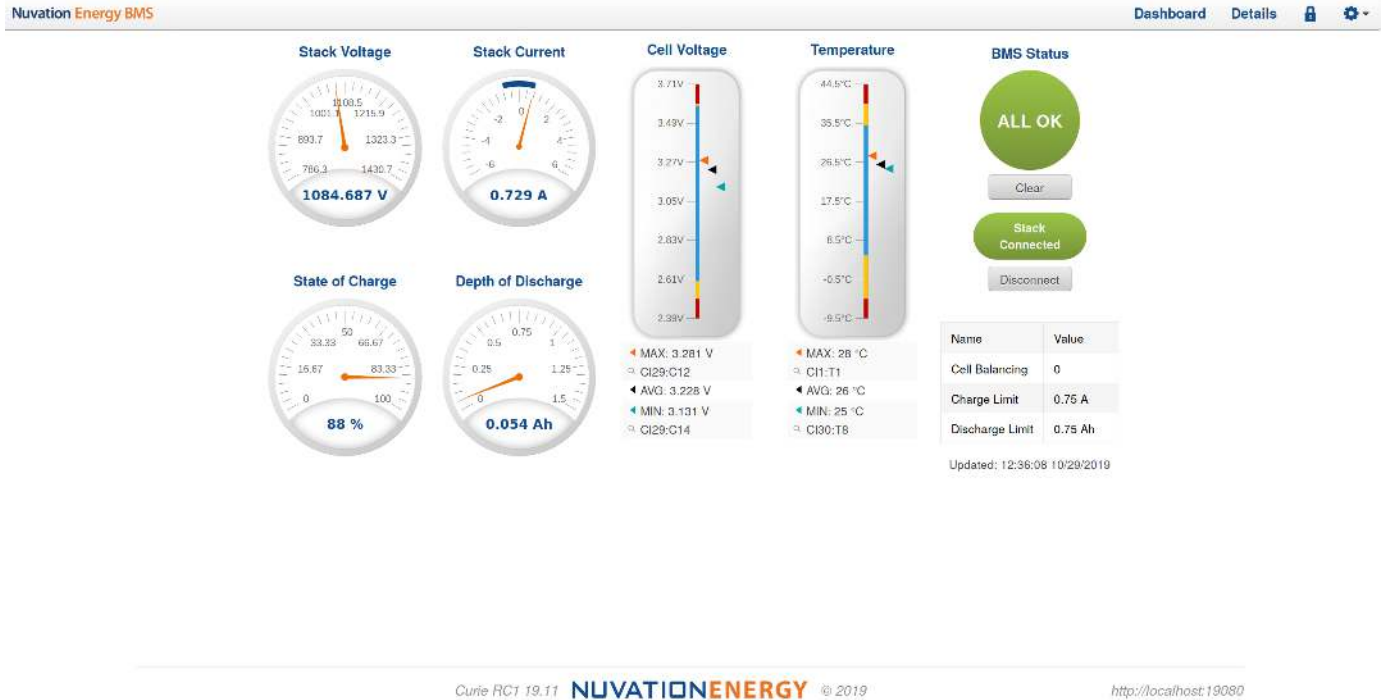 Nuvation Energy BMS
Dashboard Details
Stack Voltage
1108.5
1001.1 1215.9
893.7 1323.3
786.3 1430.7
1084.687 V
Stack Current
0
-2 2
-4 4
-6 6
0.729 A
State of Charge
50
33.33 66.67
16.67 83.33
0 100
88 %
Depth of Discharge
0.75
0.5 1
0.25 1.25
0 1.5
0.054 Ah
Cell Voltage
3.71V
3.49V
3.27V
3.05V
2.83V
2.61V
2.39V
MAX: 3.281 V
CI29:C12
AVG: 3.228 V
MIN: 3.131 V
CI29:C14
Temperature
44.5°C
35.5°C
26.5°C
17.5°C
8.5°C
-0.5°C
-9.5°C
MAX: 28 °C
CI1:T1
AVG: 26 °C
MIN: 25 °C
CI30:T8
BMS Status
ALL OK
Clear
Stack
Connected
Disconnect
Name Value
Cell Balancing 0
Charge Limit 0.75 A
Discharge Limit 0.75 Ah
Updated: 12:36:08 10/29/2019
Curie RC1 19.11 NUVATIONENERGY © 2019
http://localhost:19080